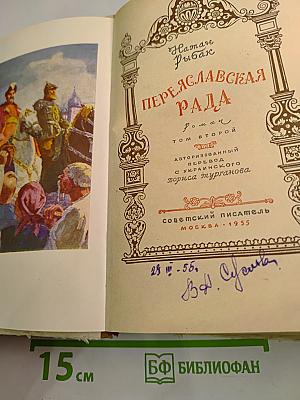 Натан
Рыбак
ПЕРЕЯСЛАВСКАЯ
РАДА
Роман
ТОМ ВТОРОЙ
АВТОРИЗОВАННЫЙ
ПЕРЕВОД
С УКРАИНСКОГО
Бориса Турганова
СОВЕТСКИЙ ПИСАТЕЛЬ
МОСКВА · 1955
28 III -56.
15 см
БФ БИБЛИОФАН